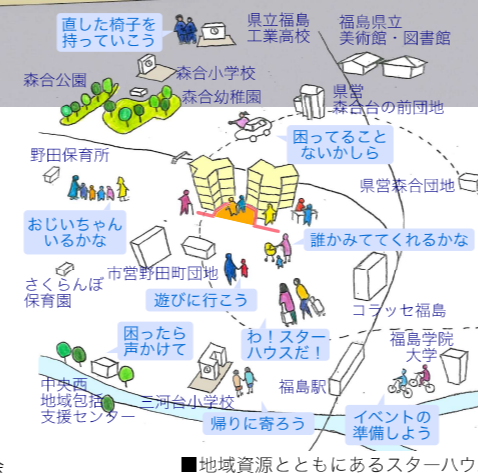 直した椅子を
持っていこう
県立福島
工業高校
福島県立
美術館・図書館
森合公園
森合小学校
森合幼稚園
県営
森合台の前団地
困ってること
ないかしら
野田保育所
県営森合団地
おじいちゃん
いるかな
誰かみててくれるかな
市営野田町団地
さくらんぼ
保育園
遊びに行こう
コラッセ福島
困ったら
声かけて
わ！スター
ハウスだ！
福島学院
大学
中央西
地域包括
支援センター
三河台小学校
福島駅
帰りに寄ろう
イベントの
準備しよう
■地域資源とともにあるスターハウ